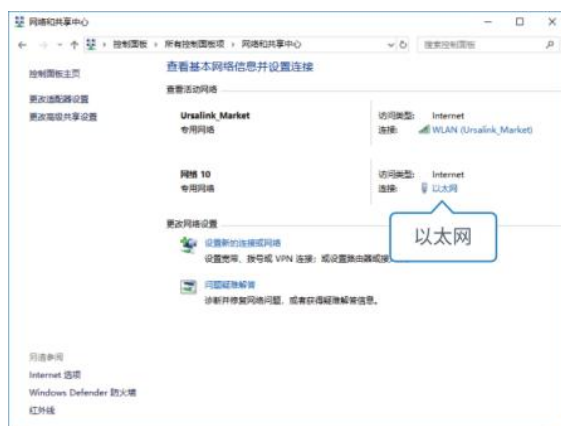 网络和共享中心
控制面板 › 所有控制面板项 › 网络和共享中心
搜索控制面板
控制面板主页
更改适配器设置
更改高级共享设置
查看基本网络信息并设置连接
查看活动网络
Ursalink_Market
专用网络
访问类型: Internet
连接: WLAN (Ursalink_Market)
网络 10
专用网络
访问类型: Internet
连接: 以太网
以太网
更改网络设置
设置新的连接或网络
设置宽带、拨号或 VPN 连接；或设置路由器或接
问题疑难解答
诊断并修复网络问题，或者获得疑难解答信息。
另请参阅
Internet 选项
Windows Defender 防火墙
红外线